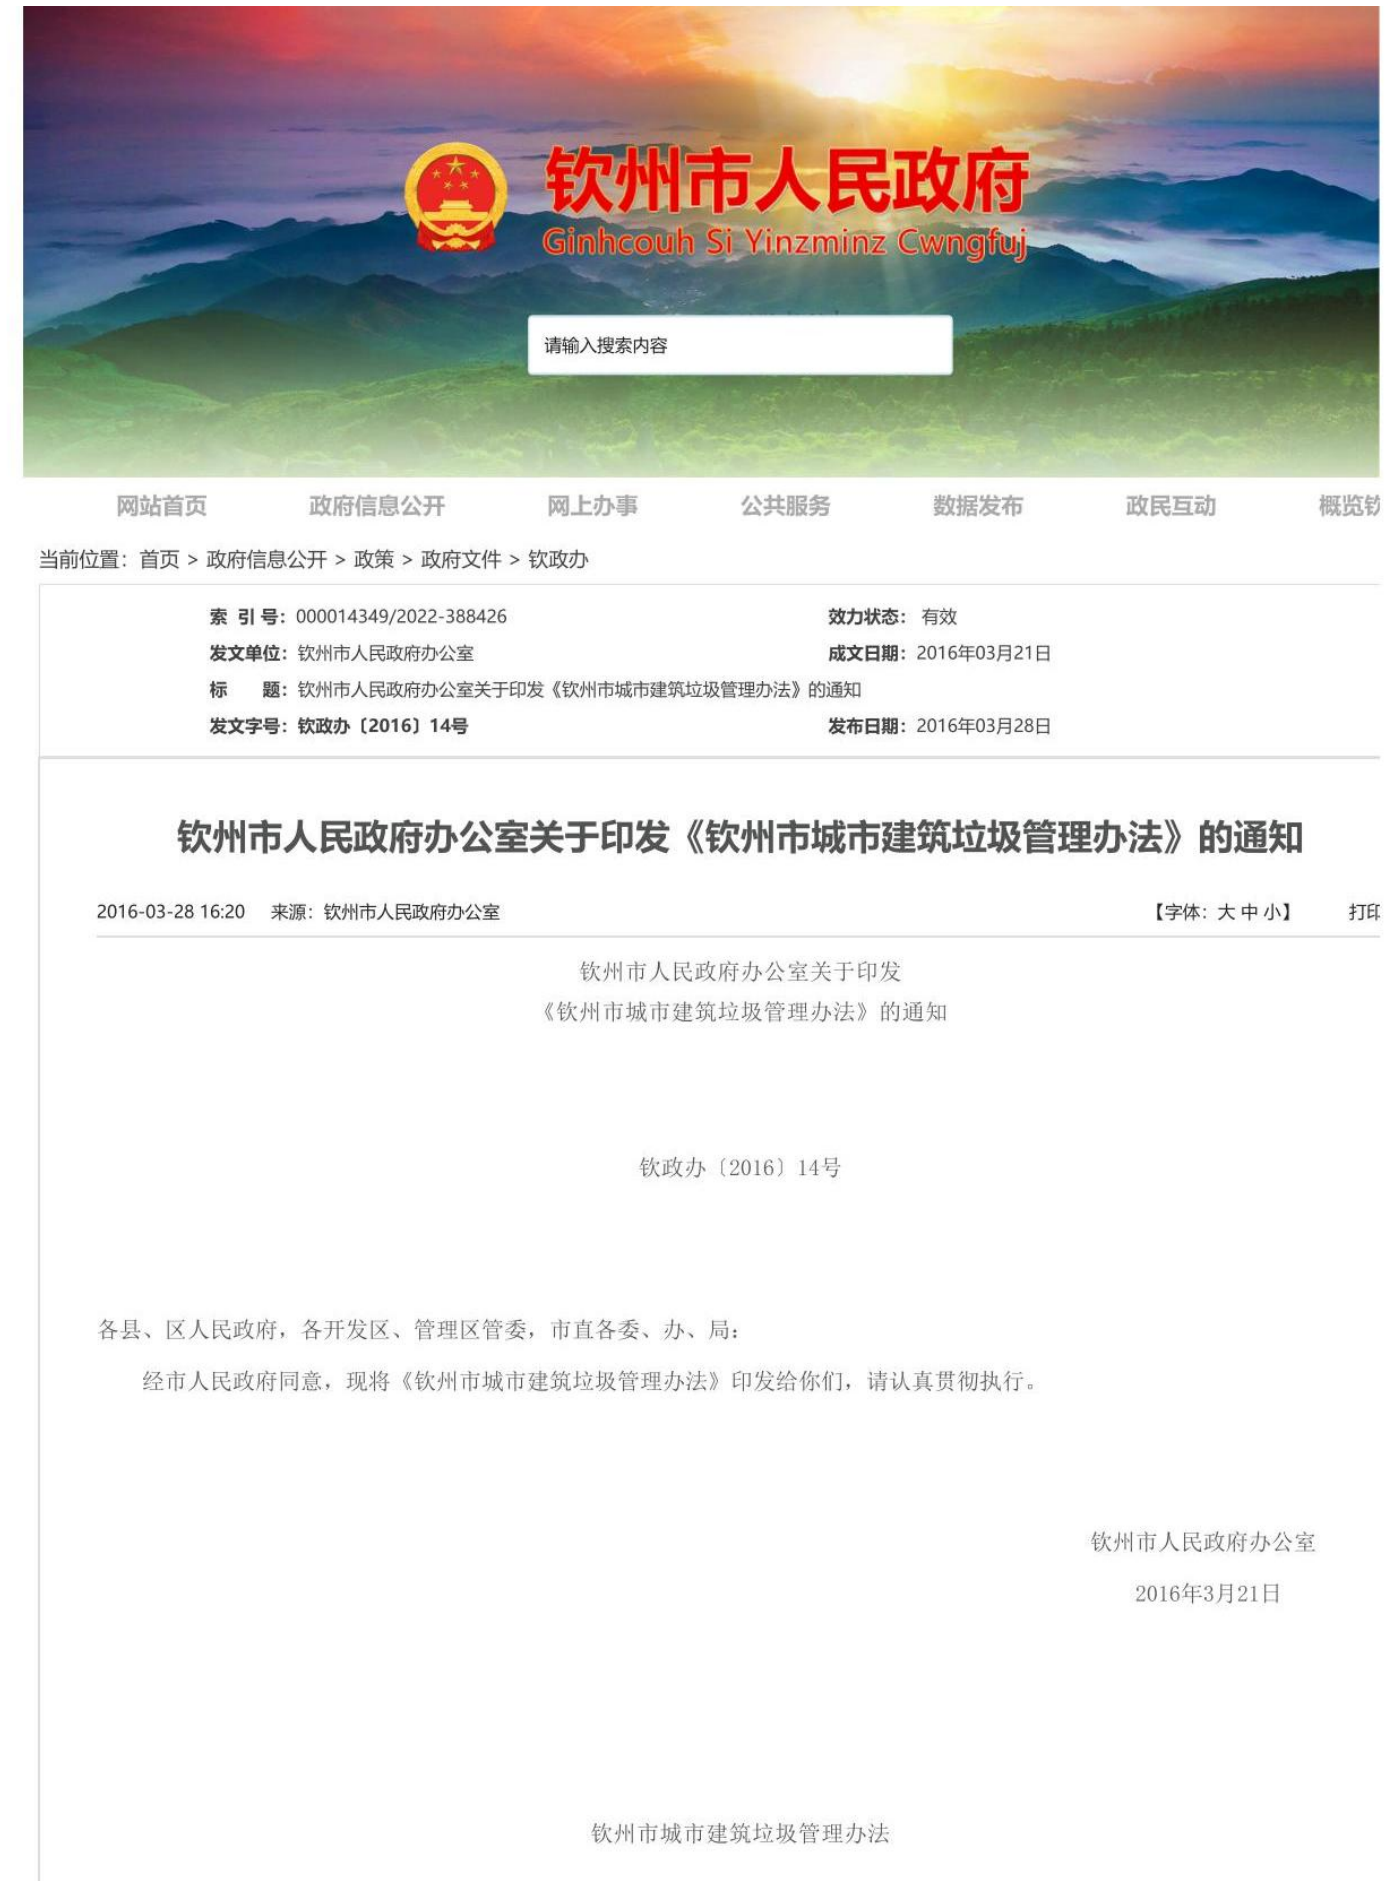 钦州市人民政府
Ginhcouh Si Yinzminz Cwngfuj
请输入搜索内容
网站首页 政府信息公开 网上办事 公共服务 数据发布 政民互动 概览钦
当前位置：首页 > 政府信息公开 > 政策 > 政府文件 > 钦政办
索 引 号：000014349/2022-388426 效力状态： 有效
发文单位：钦州市人民政府办公室 成文日期：2016年03月21日
标 题：钦州市人民政府办公室关于印发《钦州市城市建筑垃圾管理办法》的通知
发文字号：钦政办〔2016〕14号 发布日期：2016年03月28日
钦州市人民政府办公室关于印发《钦州市城市建筑垃圾管理办法》的通知
2016-03-28 16:20 来源：钦州市人民政府办公室 【字体：大 中 小】 打印
钦州市人民政府办公室关于印发
《钦州市城市建筑垃圾管理办法》的通知
钦政办〔2016〕14号
各县、区人民政府，各开发区、管理区管委，市直各委、办、局：
经市人民政府同意，现将《钦州市城市建筑垃圾管理办法》印发给你们，请认真贯彻执行。
钦州市人民政府办公室
2016年3月21日
钦州市城市建筑垃圾管理办法